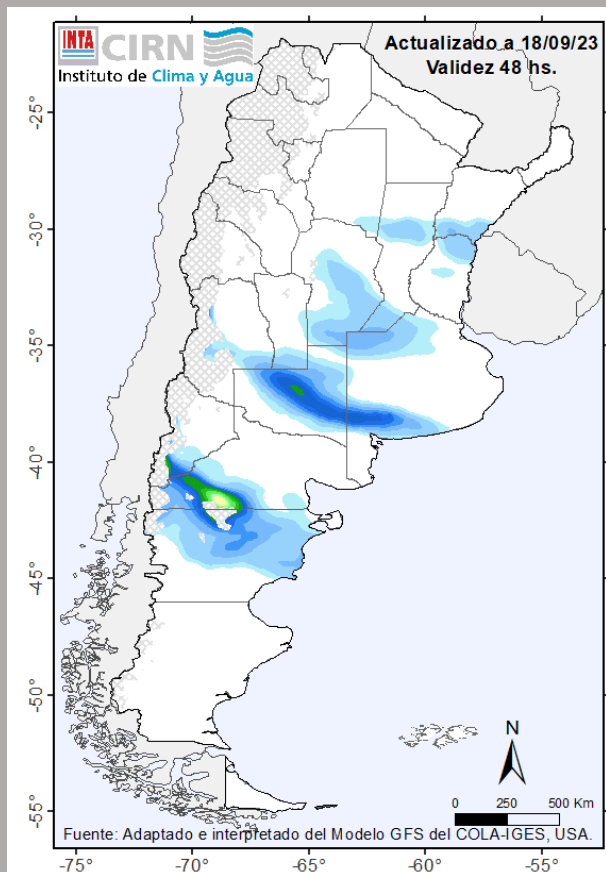 INTA CIRN
Instituto de Clima y Agua
Actualizado a 18/09/23
Validez 48 hs.
-25°
-30°
-35°
-40°
-45°
-50°
-55°
N
0 250 500 Km
Fuente: Adaptado e interpretado del Modelo GFS del COLA-IGES, USA.
-75° -70° -65° -60° -55°